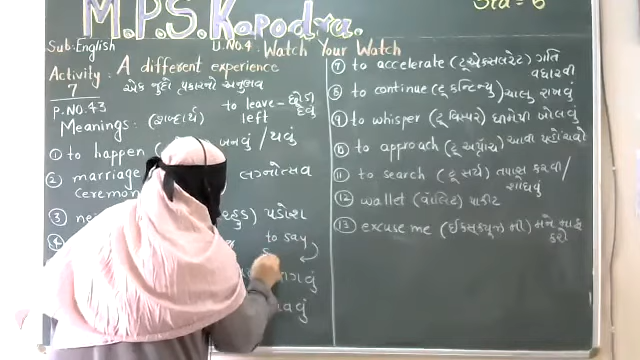 M.P.S. Kapodra.
Std = 6
Sub: English
U.No.4: Watch Your Watch
Activity: A different experience
7
એક જુદા પ્રકારનો અનુભવ
P.No.43
Meanings: (શબ્દાર્થ)
to leave - છોડી દેવું
left
① to happen બનવું / થવું
② marriage ceremony લગ્નોત્સવ
③ પડોશ
④
to say
⑦ to accelerate (ટૂ એક્સલરેટ) ગતિ વધારવી
⑧ to continue (ટૂ કન્ટિન્યુ) ચાલુ રાખવું
⑨ to whisper (ટૂ વિસ્પર) ધીમેથી બોલવું
⑩ to approach (ટૂ અપ્રૉચ) આવી પહોંચવો
⑪ to search (ટૂ સર્ચ) તપાસ કરવી / શોધવું
⑫ wallet (વૉલિટ) પાકીટ
⑬ excuse me (ઈક્સક્યૂઝ મી) મને માફ કરો